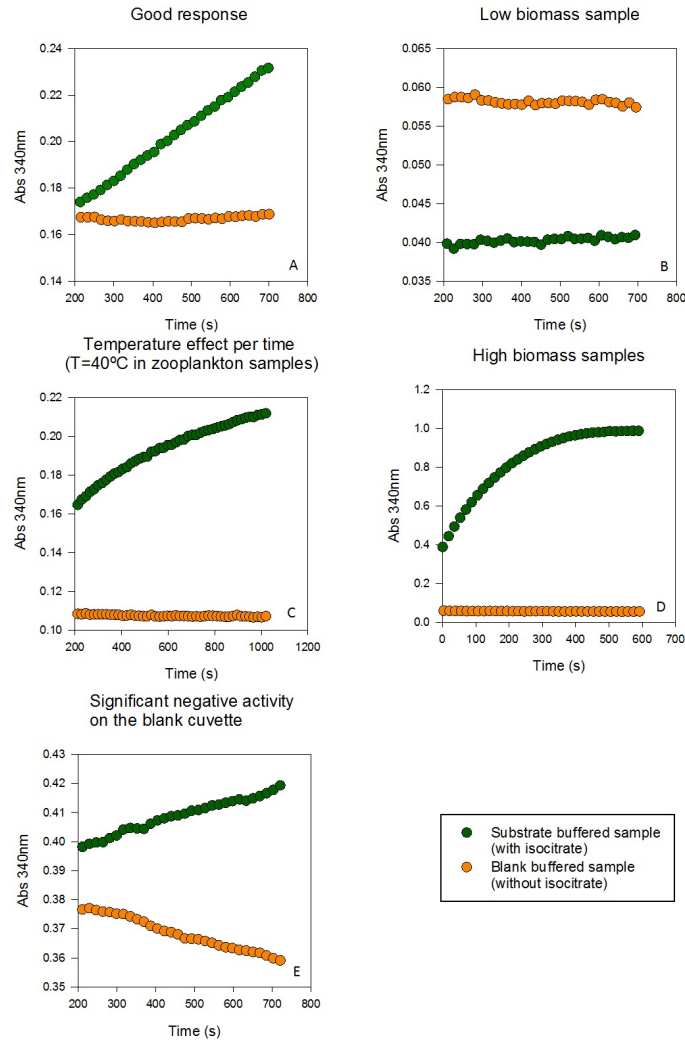 Good response
0.24
0.22
0.20
0.18
0.16
0.14
Abs 340nm
200 300 400 500 600 700 800
Time (s)
A
Low biomass sample
0.065
0.060
0.055
0.050
0.045
0.040
0.035
Abs 340nm
200 300 400 500 600 700 800
Time (s)
B
Temperature effect per time
(T=40ºC in zooplankton samples)
0.22
0.20
0.18
0.16
0.14
0.12
0.10
Abs 340nm
200 400 600 800 1000 1200
Time (s)
C
High biomass samples
1.2
1.0
0.8
0.6
0.4
0.2
0.0
Abs 340nm
0 100 200 300 400 500 600 700
Time (s)
D
Significant negative activity
on the blank cuvette
0.43
0.42
0.41
0.40
0.39
0.38
0.37
0.36
0.35
Abs 340nm
200 300 400 500 600 700 800
Time (s)
E
Substrate buffered sample
(with isocitrate)
Blank buffered sample
(without isocitrate)